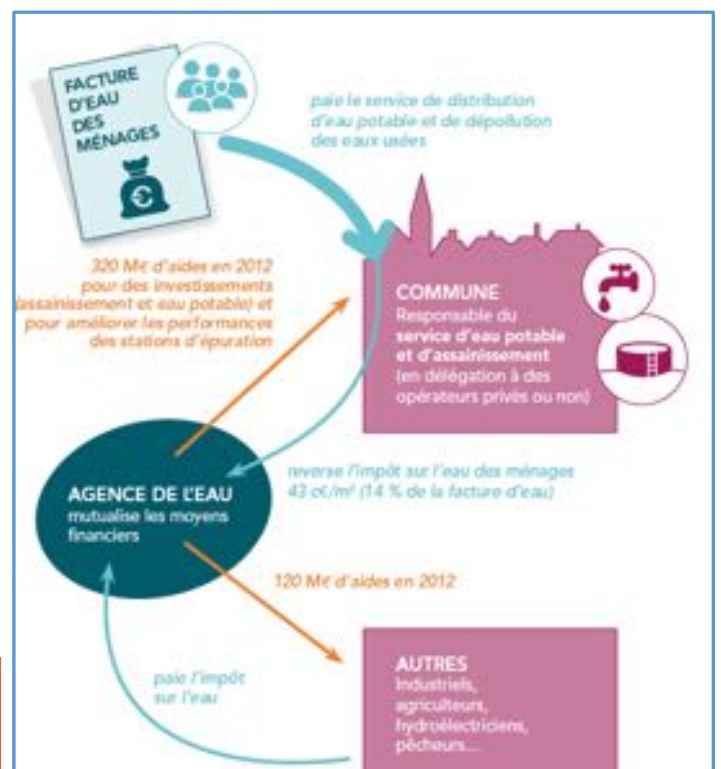 FACTURE
D'EAU
DES
MÉNAGES
€
paie le service de distribution
d'eau potable et de dépollution
des eaux usées
320 M€ d'aides en 2012
pour des investissements
(assainissement et eau potable) et
pour améliorer les performances
des stations d'épuration
COMMUNE
Responsable du
service d'eau potable
et d'assainissement
(en délégation à des
opérateurs privés ou non)
reverse l'impôt sur l'eau des ménages
43 c€/m³ (14 % de la facture d'eau)
AGENCE DE L'EAU
mutualise les moyens
financiers
120 M€ d'aides en 2012
paie l'impôt
sur l'eau
AUTRES
Industriels,
agriculteurs,
hydroélectriciens,
pêcheurs...